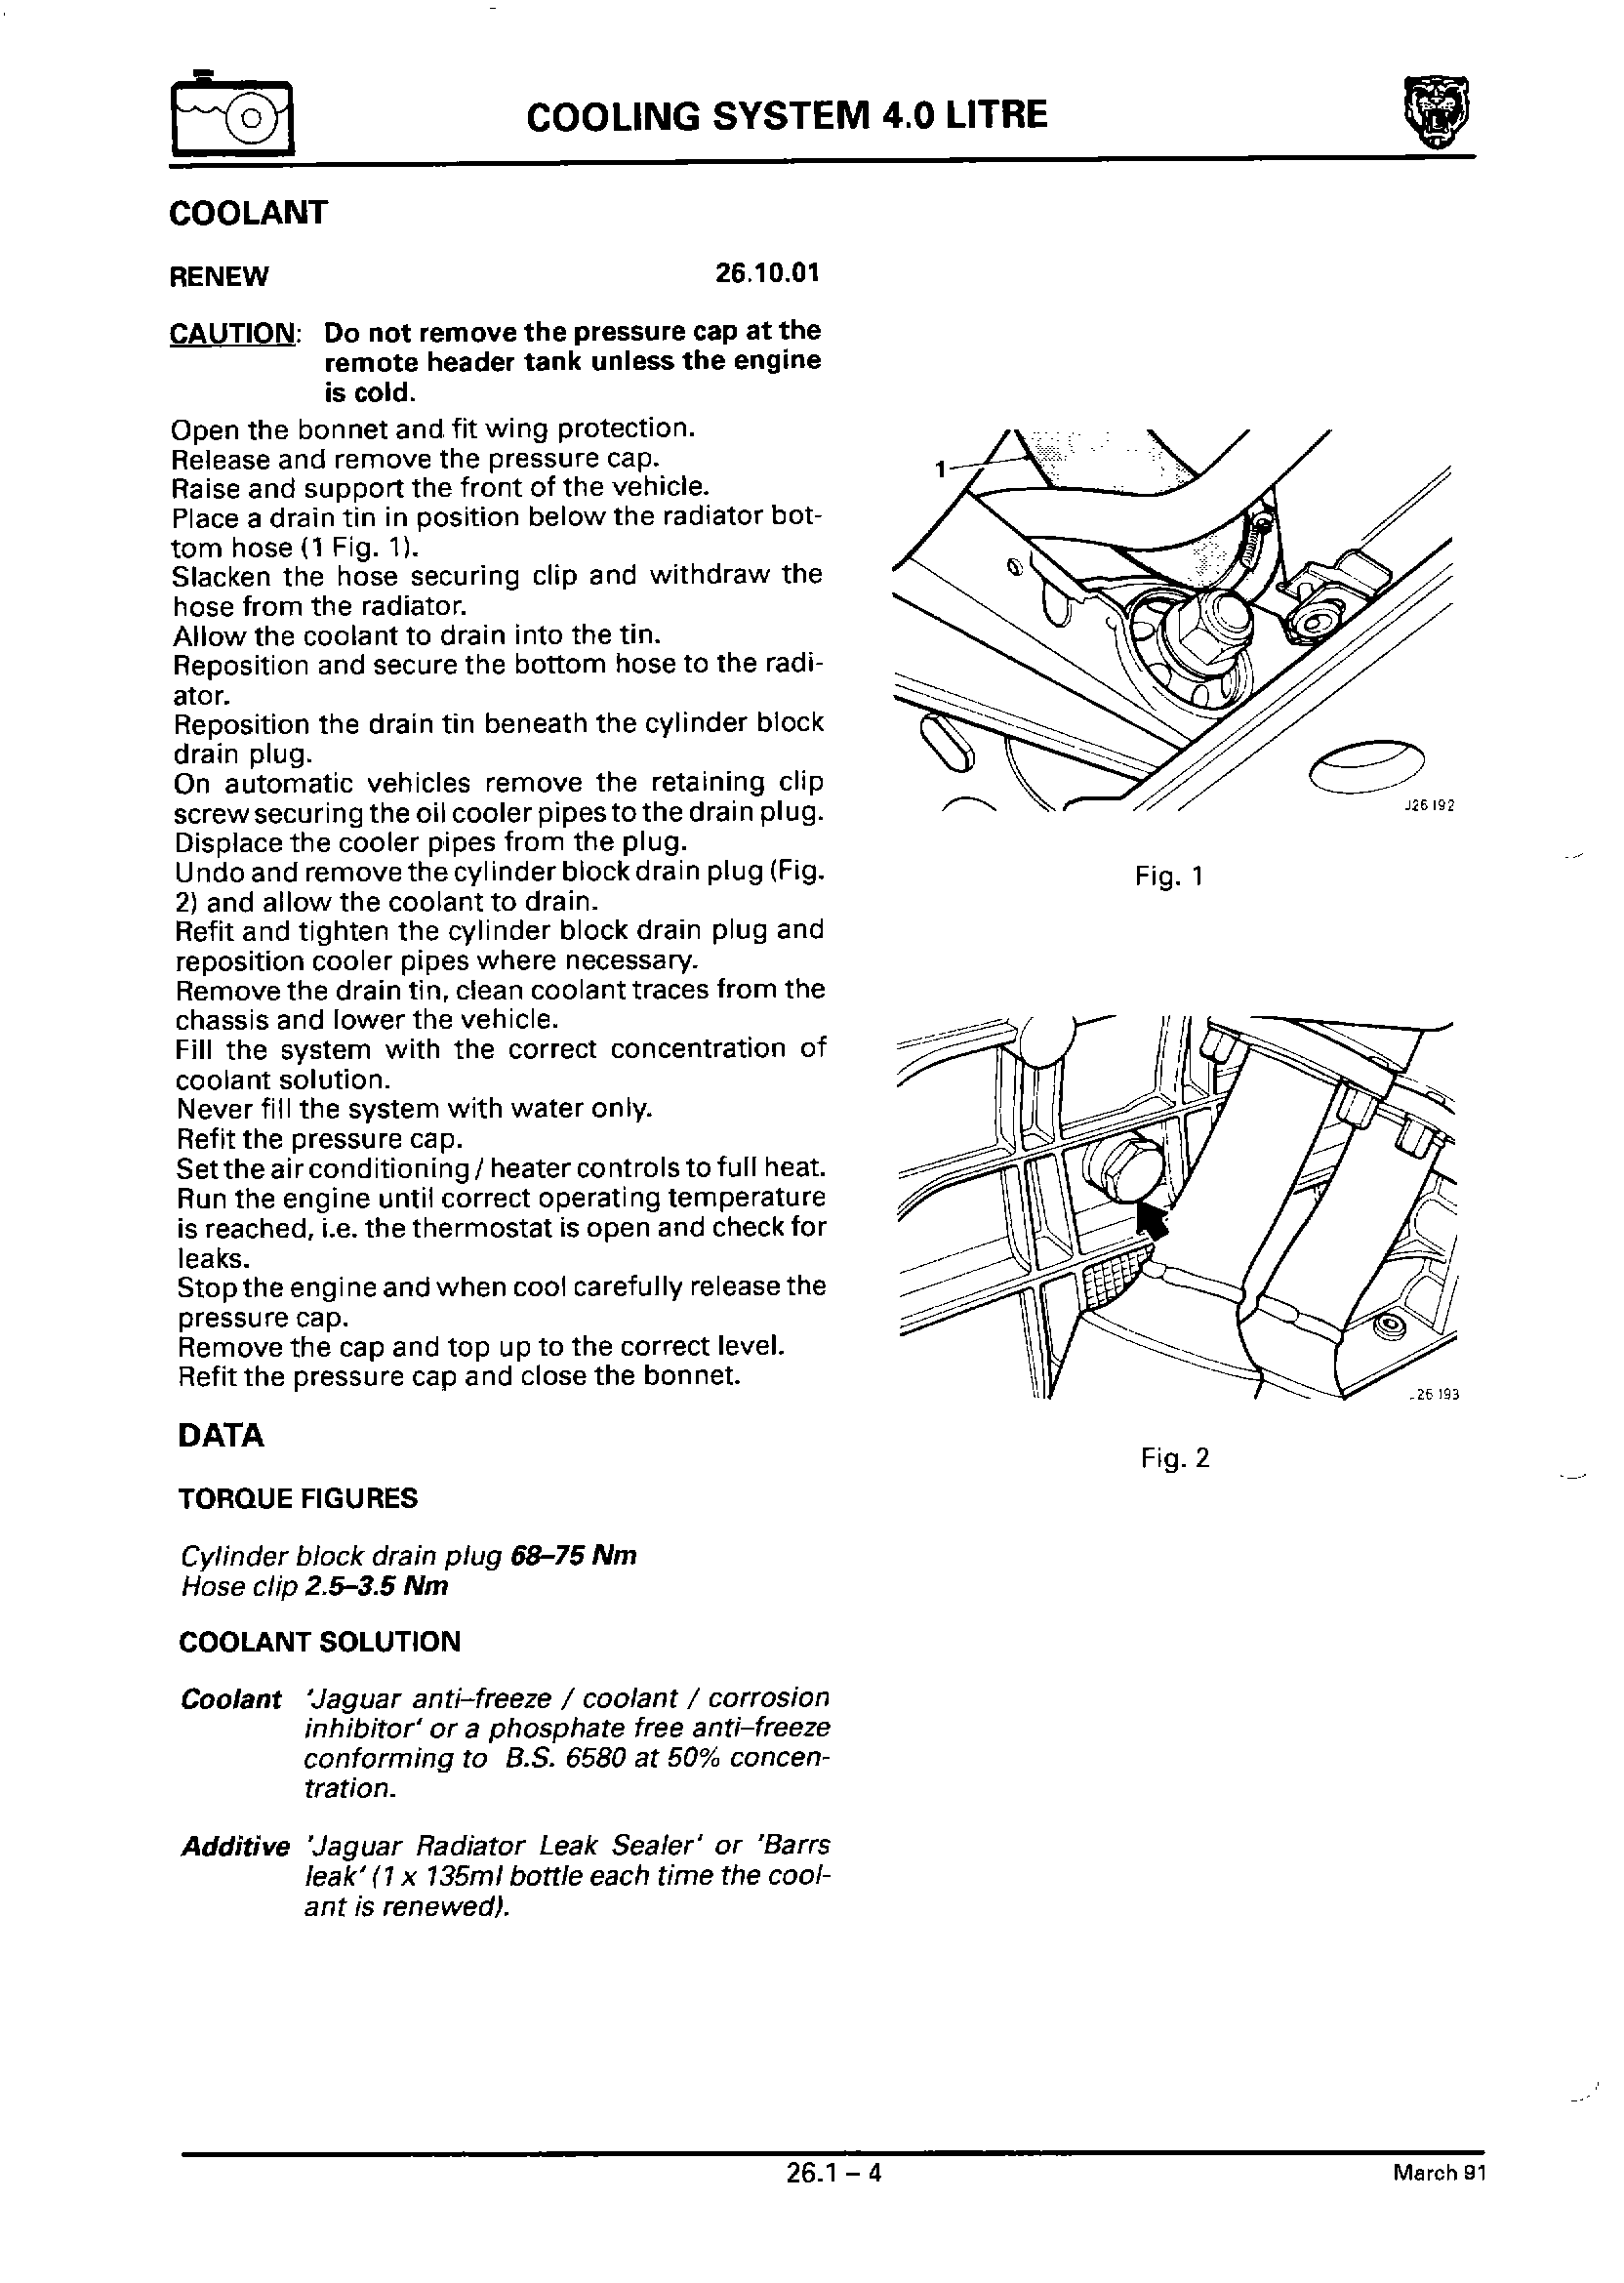 COOLING SYSTEM 4.0 LITRE
COOLANT
RENEW 26.10.01
CAUTION: Do not remove the pressure cap at the
remote header tank unless the engine
is cold.
Open the bonnet and fit wing protection.
Release and remove the pressure cap.
Raise and support the front of the vehicle.
Place a drain tin in position below the radiator bot-
tom hose (1 Fig. 1).
Slacken the hose securing clip and withdraw the
hose from the radiator.
Allow the coolant to drain into the tin.
Reposition and secure the bottom hose to the radi-
ator.
Reposition the drain tin beneath the cylinder block
drain plug.
On automatic vehicles remove the retaining clip
screw securing the oil cooler pipes to the drain plug.
Displace the cooler pipes from the plug.
Undo and remove the cylinder block drain plug (Fig.
2) and allow the coolant to drain.
Refit and tighten the cylinder block drain plug and
reposition cooler pipes where necessary.
Remove the drain tin, clean coolant traces from the
chassis and lower the vehicle.
Fill the system with the correct concentration of
coolant solution.
Never fill the system with water only.
Refit the pressure cap.
Set the air conditioning / heater controls to full heat.
Run the engine until correct operating temperature
is reached, i.e. the thermostat is open and check for
leaks.
Stop the engine and when cool carefully release the
pressure cap.
Remove the cap and top up to the correct level.
Refit the pressure cap and close the bonnet.
DATA
TORQUE FIGURES
Cylinder block drain plug 68–75 Nm
Hose clip 2.5–3.5 Nm
COOLANT SOLUTION
Coolant 'Jaguar anti–freeze / coolant / corrosion
inhibitor' or a phosphate free anti–freeze
conforming to B.S. 6580 at 50% concen-
tration.
Additive 'Jaguar Radiator Leak Sealer' or 'Barrs
leak' (1 x 135ml bottle each time the cool-
ant is renewed).
1
J26 192
Fig. 1
26 193
Fig. 2
26.1 – 4
March 91